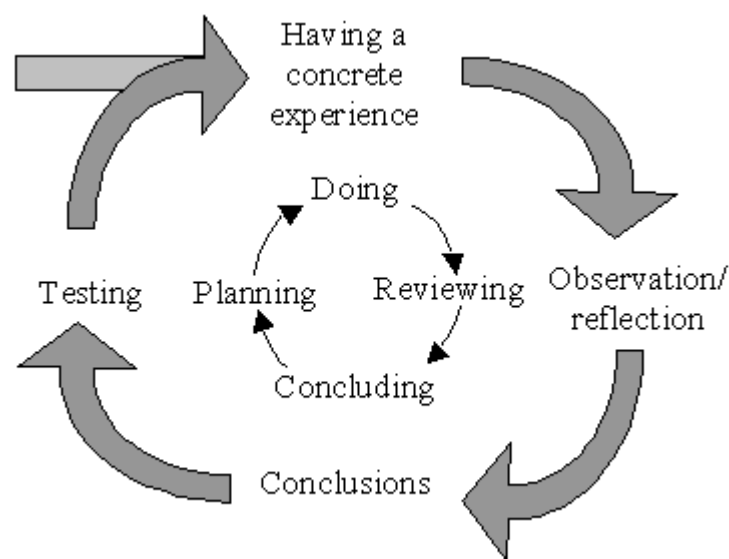 Having a
concrete
experience
Doing
Testing
Planning
Reviewing
Observation/
reflection
Concluding
Conclusions